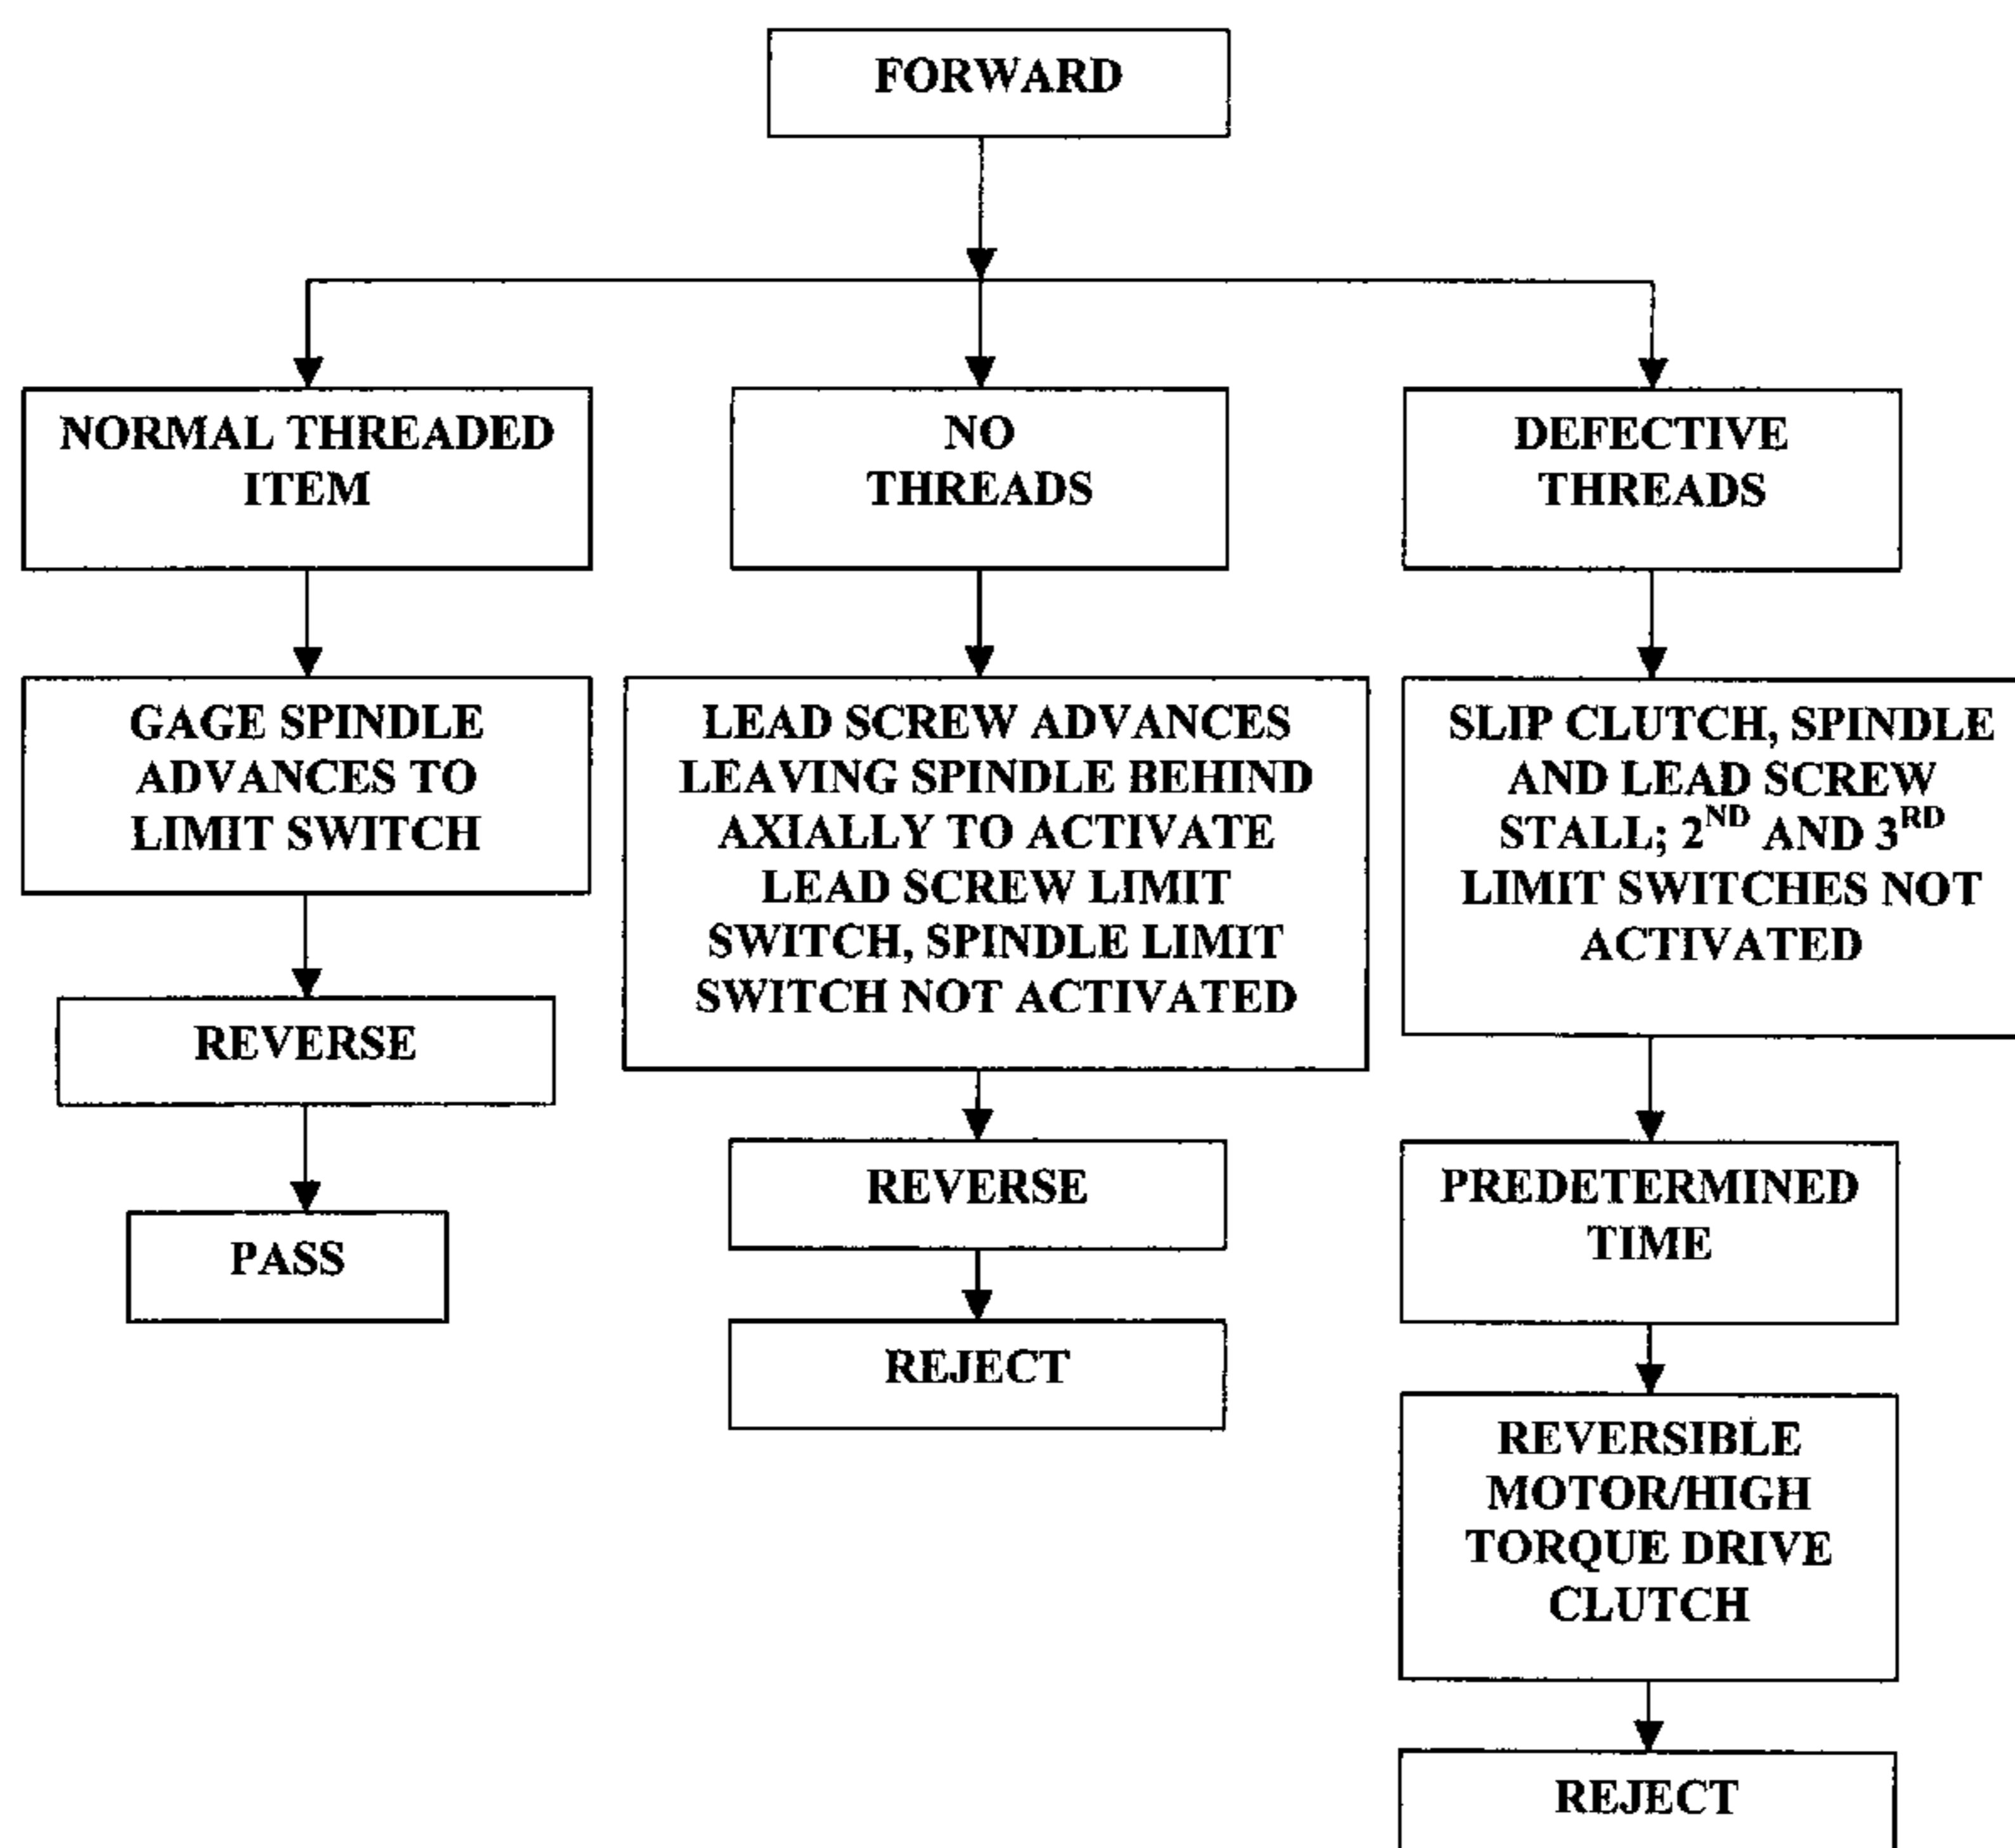 FORWARD
NORMAL THREADED
ITEM
GAGE SPINDLE
ADVANCES TO
LIMIT SWITCH
REVERSE
PASS
NO
THREADS
LEAD SCREW ADVANCES
LEAVING SPINDLE BEHIND
AXIALLY TO ACTIVATE
LEAD SCREW LIMIT
SWITCH, SPINDLE LIMIT
SWITCH NOT ACTIVATED
REVERSE
REJECT
DEFECTIVE
THREADS
SLIP CLUTCH, SPINDLE
AND LEAD SCREW
STALL; 2ND AND 3RD
LIMIT SWITCHES NOT
ACTIVATED
PREDETERMINED
TIME
REVERSIBLE
MOTOR/HIGH
TORQUE DRIVE
CLUTCH
REJECT